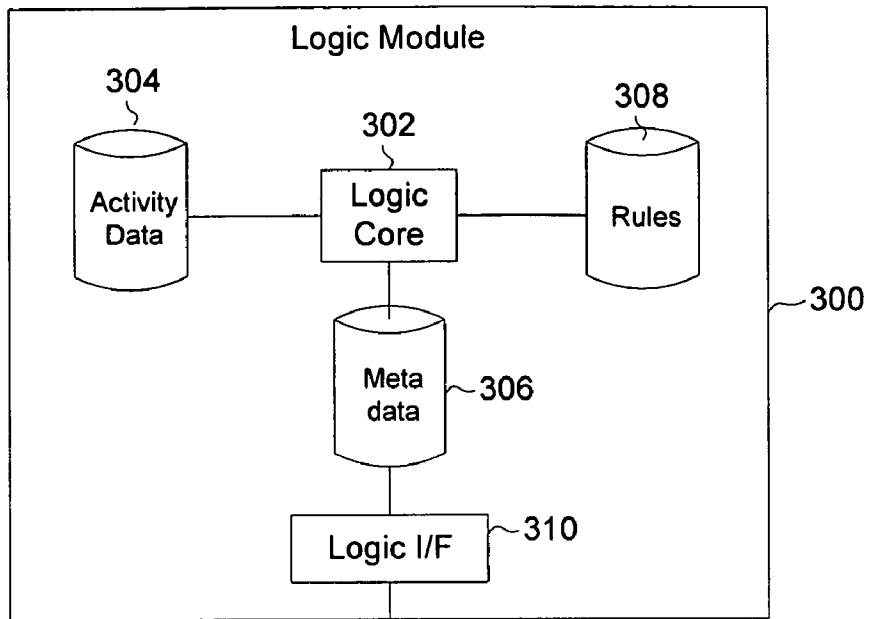 Logic Module
304
302
308
Activity
Data
Logic
Core
Rules
300
Meta
data
306
Logic I/F
310